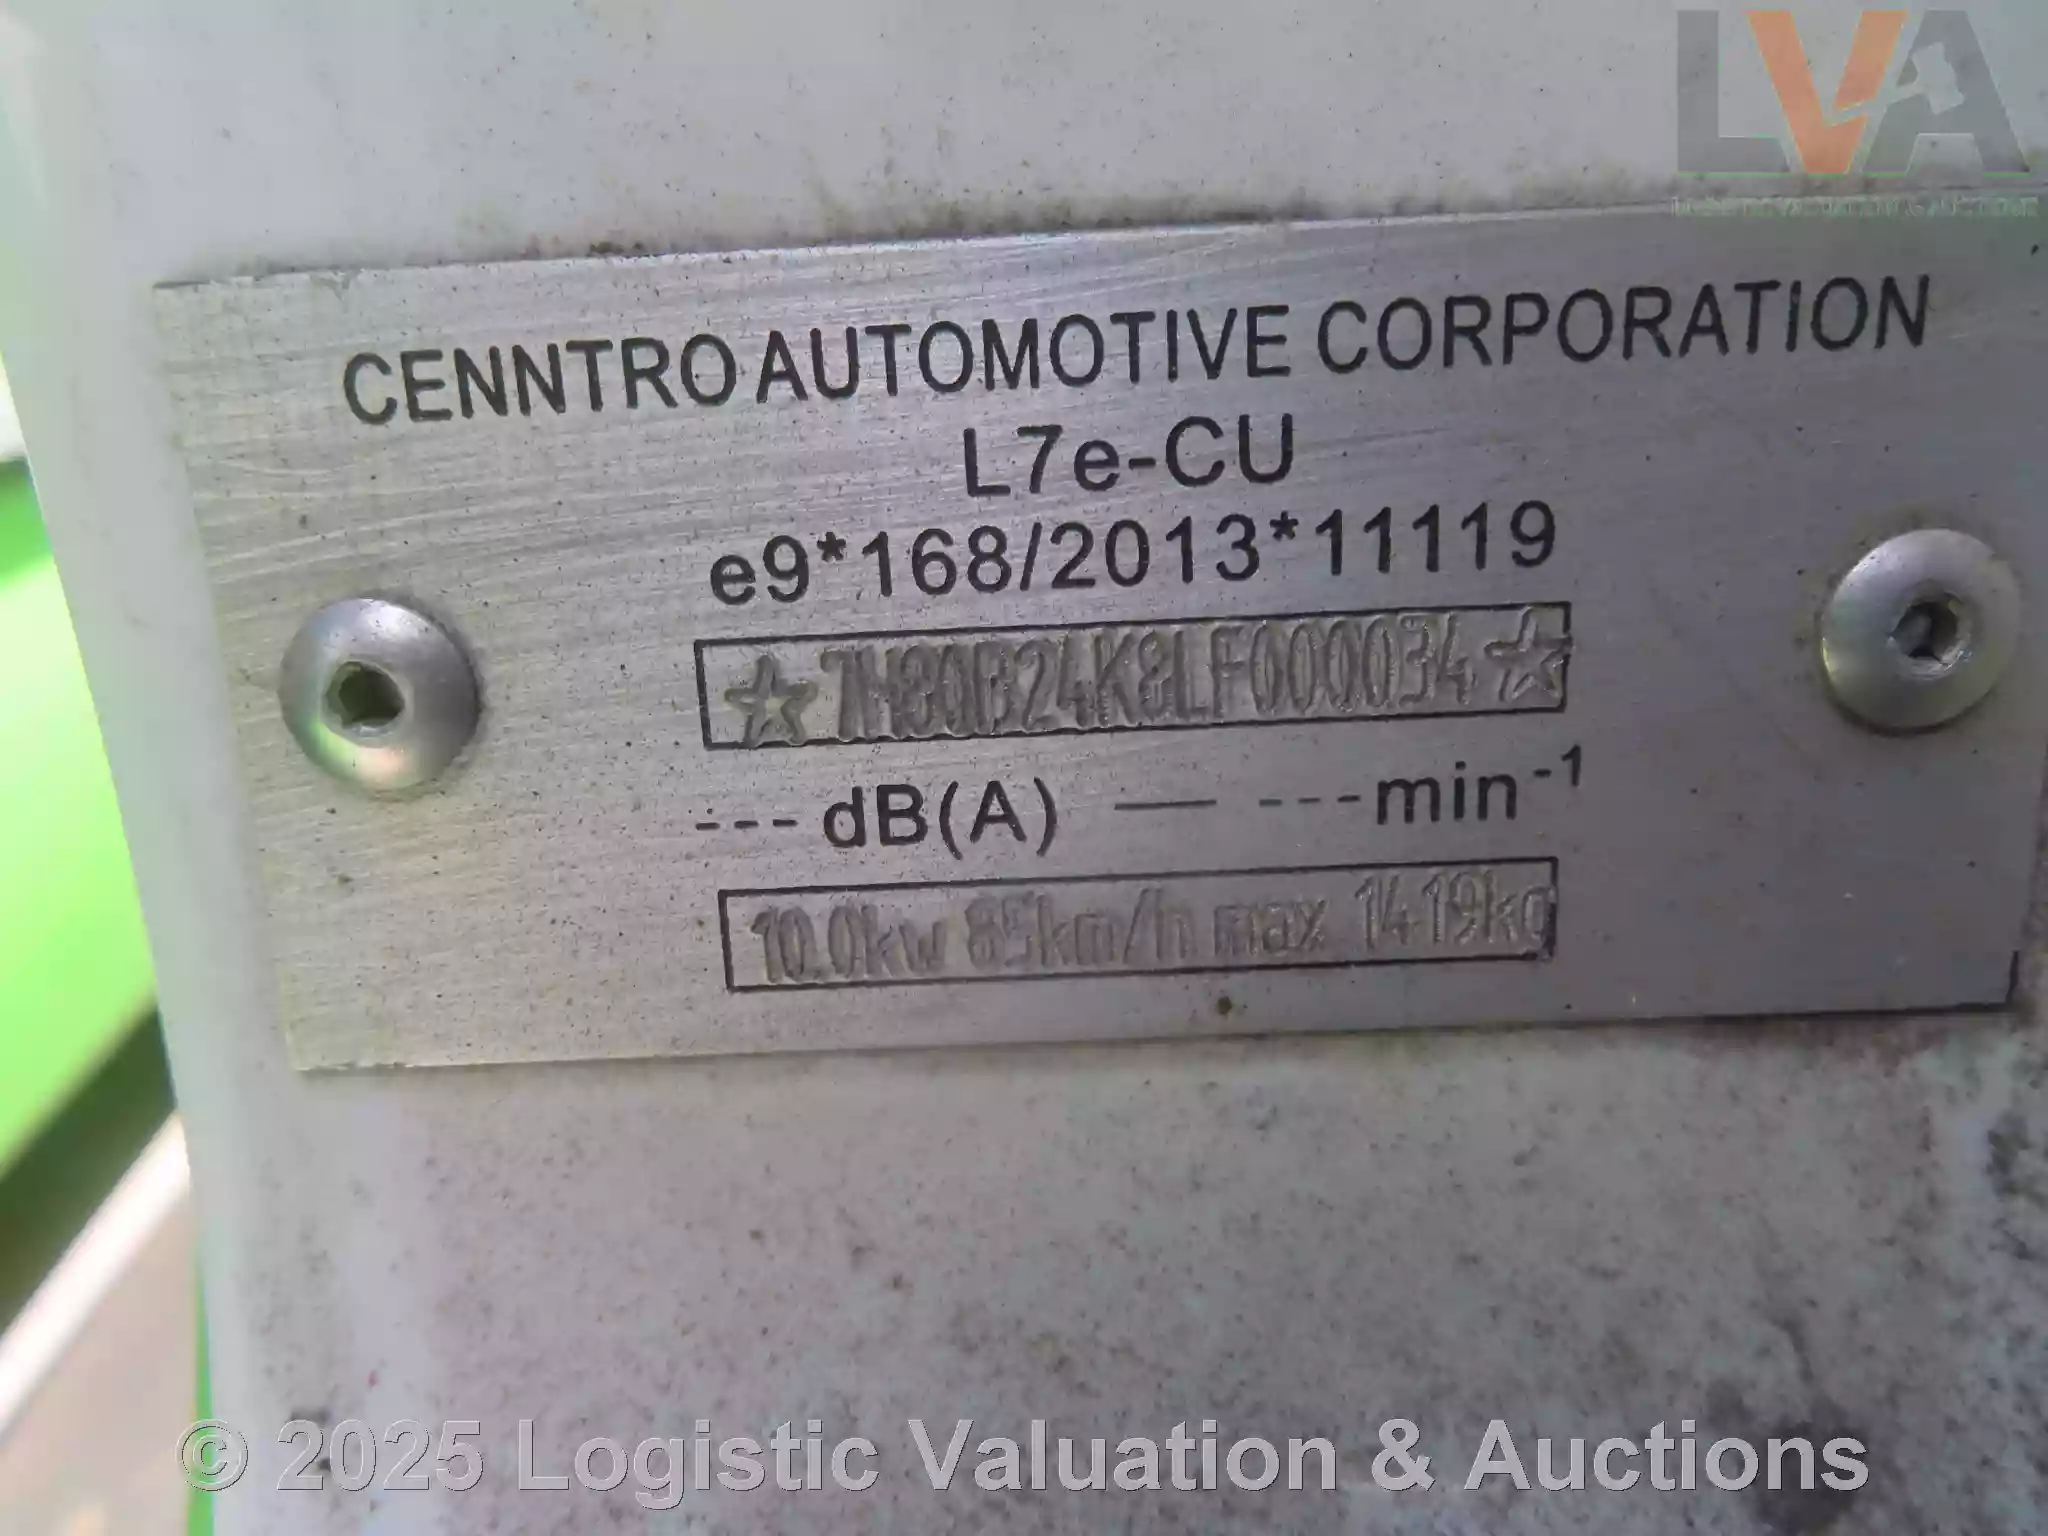 LVA
CENNTRO AUTOMOTIVE CORPORATION
L7e-CU
e9*168/2013*11119
☆7H80B24K8LF000034☆
---dB(A) — ---min⁻¹
10.0kw 85km/h max 1419kg
© 2025 Logistic Valuation & Auctions